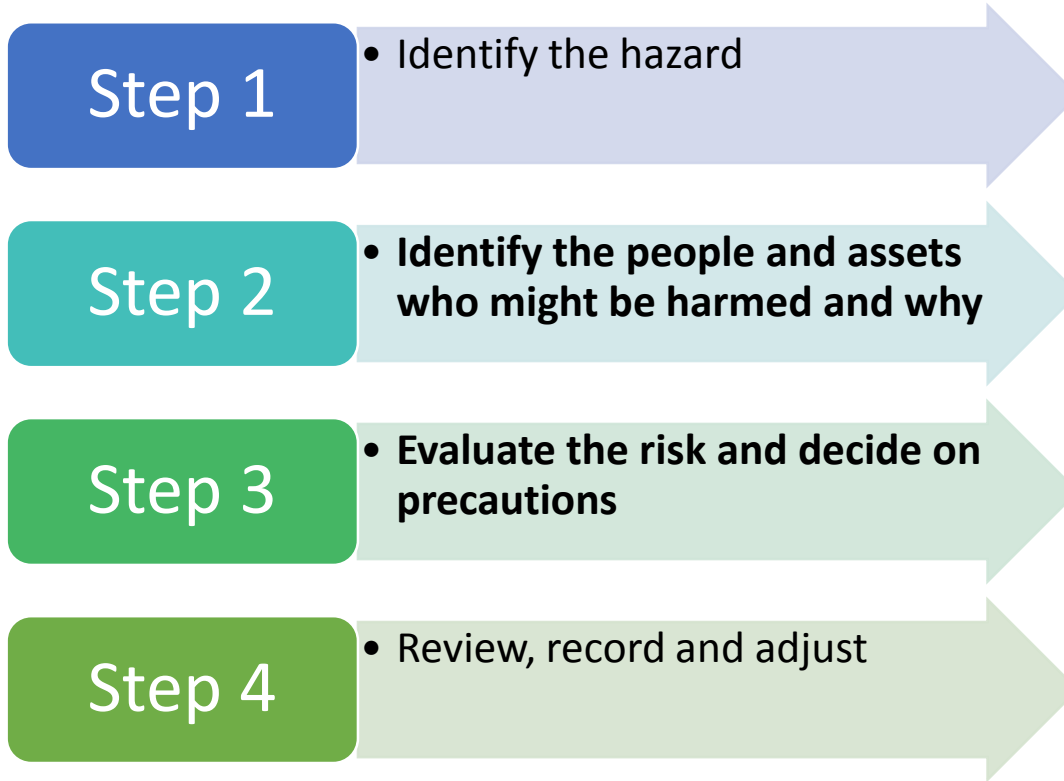 Step 1
• Identify the hazard
Step 2
• Identify the people and assets
who might be harmed and why
Step 3
• Evaluate the risk and decide on
precautions
Step 4
• Review, record and adjust